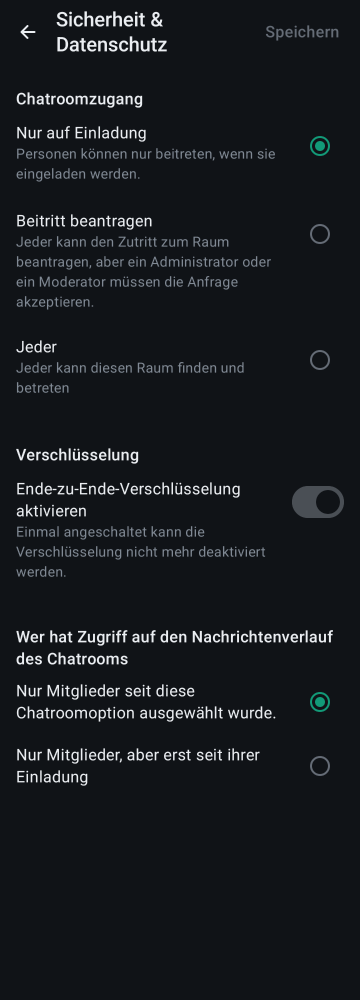 Sicherheit &
Datenschutz
Speichern
Chatroomzugang
Nur auf Einladung
Personen können nur beitreten, wenn sie
eingeladen werden.
Beitritt beantragen
Jeder kann den Zutritt zum Raum
beantragen, aber ein Administrator oder
ein Moderator müssen die Anfrage
akzeptieren.
Jeder
Jeder kann diesen Raum finden und
betreten
Verschlüsselung
Ende-zu-Ende-Verschlüsselung
aktivieren
Einmal angeschaltet kann die
Verschlüsselung nicht mehr deaktiviert
werden.
Wer hat Zugriff auf den Nachrichtenverlauf
des Chatrooms
Nur Mitglieder seit diese
Chatroomoption ausgewählt wurde.
Nur Mitglieder, aber erst seit ihrer
Einladung